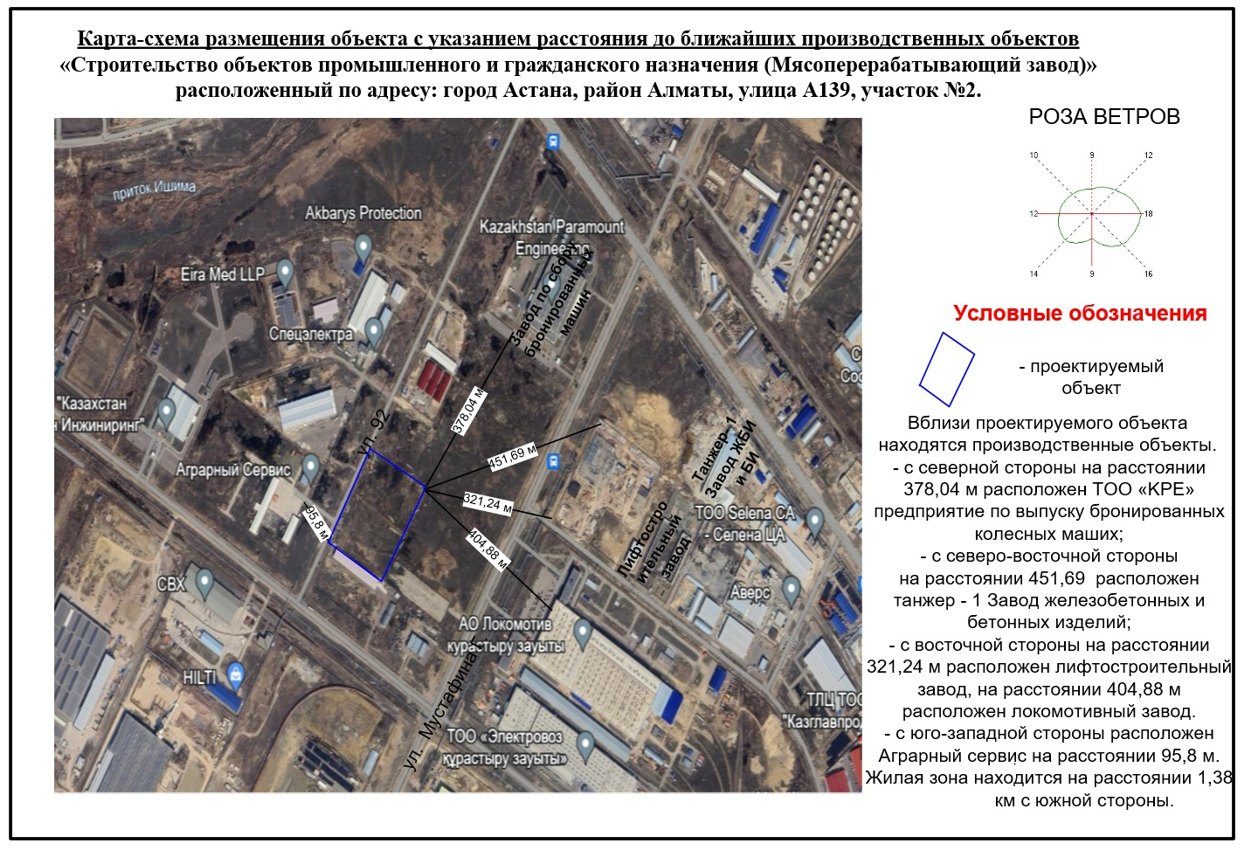 Карта-схема размещения объекта с указанием расстояния до ближайших производственных объектов
«Строительство объектов промышленного и гражданского назначения (Мясоперерабатывающий завод)»
расположенный по адресу: город Астана, район Алматы, улица А139, участок №2.
РОЗА ВЕТРОВ
10
9
12
12
18
14
9
16
приток Ишима
Akbarys Protection
Kazakhstan Paramount
Engineering
Завод по сборке
бронированных
машин
Eira Med LLP
Спецэлектра
"Казахстан
Инжиниринг"
ул. 92
378,04 м
451,69 м
321,24 м
404,88 м
95,8 м
Аграрный Сервис
Танжер- 1
Завод ЖБИ
и БИ
Лифтостро
ительный
завод
ТОО Selena CA
- Селена ЦА
Аверс
СВХ
HILTI
АО Локомотив
құрастыру зауыты
ул. Мустафина
ТОО «Электровоз
құрастыру зауыты»
ТЛЦ ТОО
"Казглавпрод
Условные обозначения
- проектируемый
объект
Вблизи проектируемого объекта
находятся производственные объекты.
- с северной стороны на расстоянии
378,04 м расположен ТОО «KPE»
предприятие по выпуску бронированных
колесных маших;
- с северо-восточной стороны
на расстоянии 451,69 расположен
танжер - 1 Завод железобетонных и
бетонных изделий;
- с восточной стороны на расстоянии
321,24 м расположен лифтостроительный
завод, на расстоянии 404,88 м
расположен локомотивный завод.
- с юго-западной стороны расположен
Аграрный сервис на расстоянии 95,8 м.
Жилая зона находится на расстоянии 1,38
км с южной стороны.